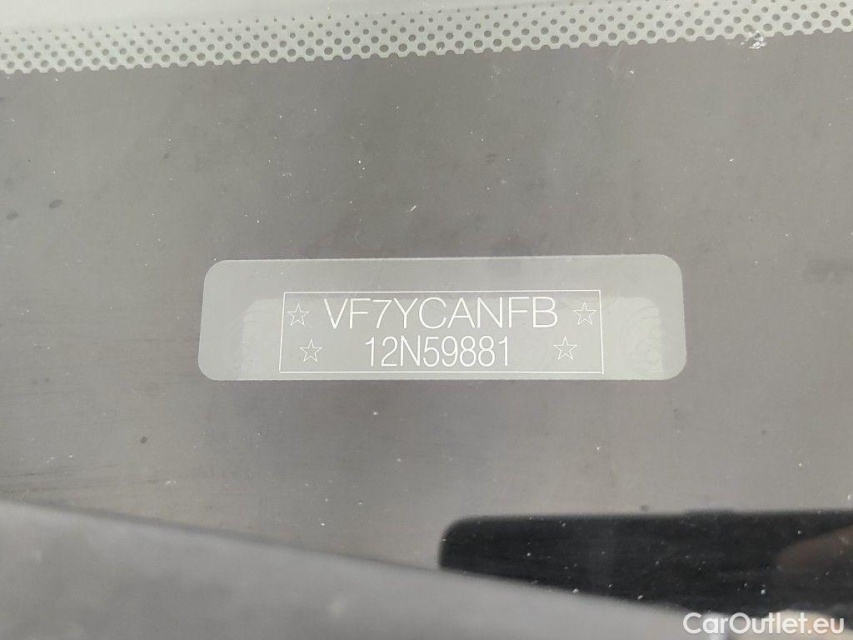 ☆ VF7YCANFB ☆
☆ 12N59881 ☆
CarOutlet.eu